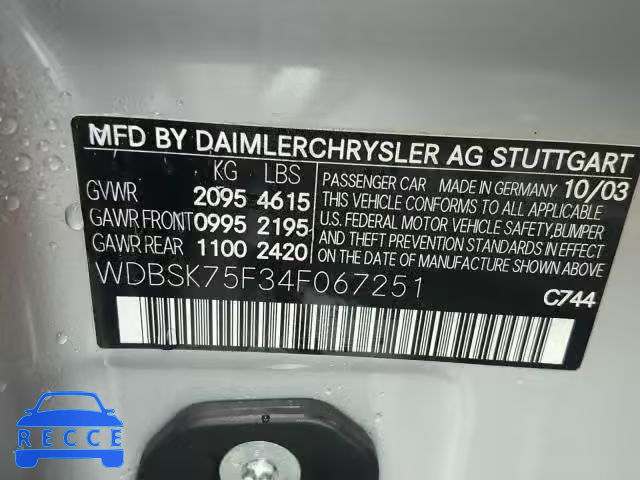 MFD BY DAIMLERCHRYSLER AG STUTTGART
KG LBS
GVWR 2095 4615
GAWR FRONT 0995 2195
GAWR REAR 1100 2420
PASSENGER CAR MADE IN GERMANY 10/03
THIS VEHICLE CONFORMS TO ALL APPLICABLE
U.S. FEDERAL MOTOR VEHICLE SAFETY, BUMPER
AND THEFT PREVENTION STANDARDS IN EFFECT
ON THE DATE OF MANUFACTURE SHOWN ABOVE
WDBSK75F34F067251
C744
RECCE